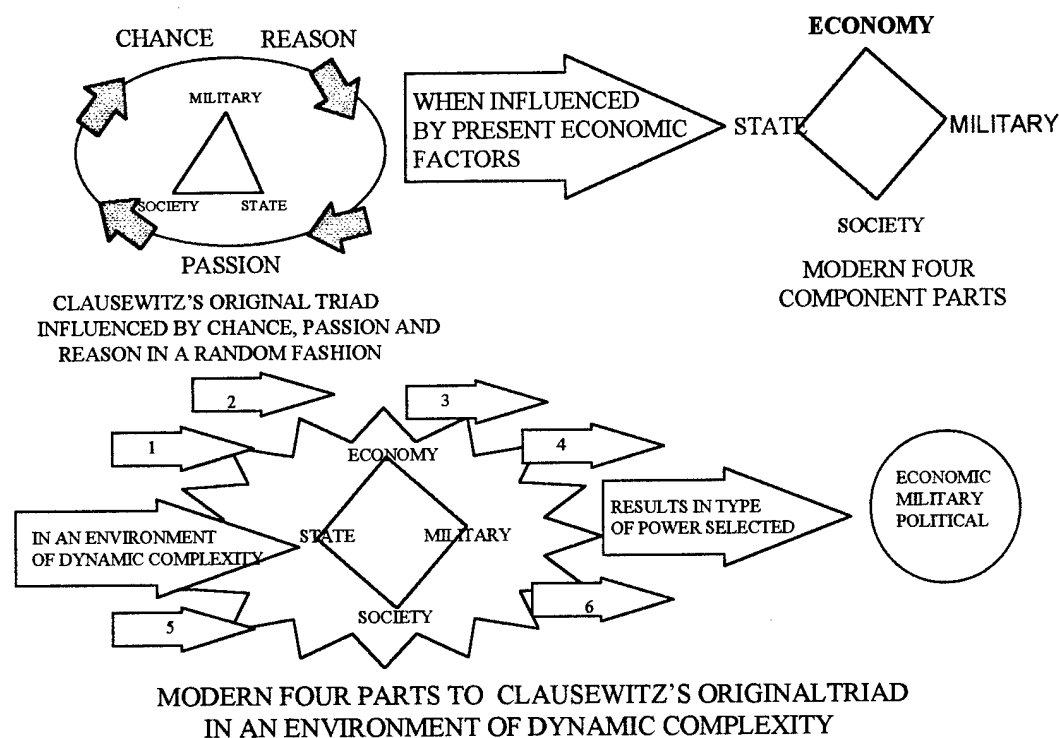 CHANCE REASON
MILITARY
SOCIETY STATE
PASSION
CLAUSEWITZ'S ORIGINAL TRIAD
INFLUENCED BY CHANCE, PASSION AND
REASON IN A RANDOM FASHION
WHEN INFLUENCED
BY PRESENT ECONOMIC
FACTORS
ECONOMY
STATE MILITARY
SOCIETY
MODERN FOUR
COMPONENT PARTS
2 3
1 4
ECONOMY
IN AN ENVIRONMENT
OF DYNAMIC COMPLEXITY
STATE MILITARY
SOCIETY
5 6
RESULTS IN TYPE
OF POWER SELECTED
ECONOMIC
MILITARY
POLITICAL
MODERN FOUR PARTS TO CLAUSEWITZ'S ORIGINALTRIAD
IN AN ENVIRONMENT OF DYNAMIC COMPLEXITY